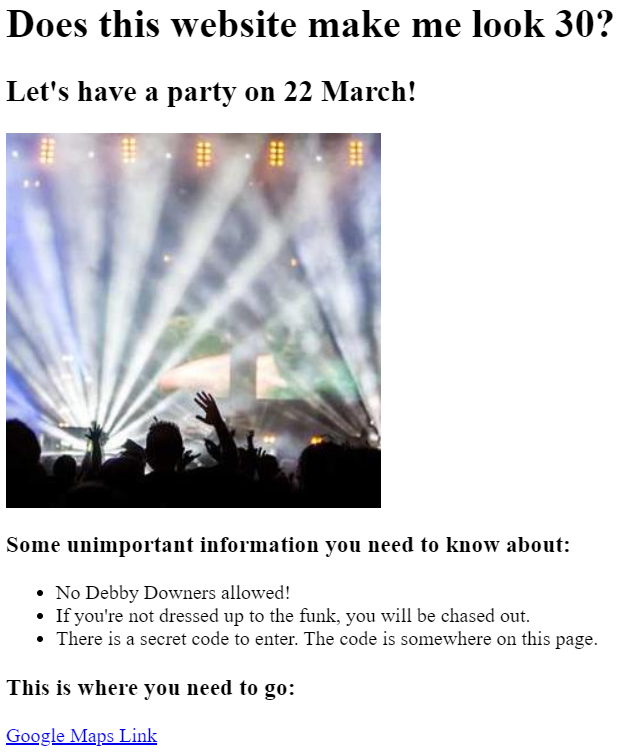 Does this website make me look 30?
Let's have a party on 22 March!
Some unimportant information you need to know about:
No Debby Downers allowed!
If you're not dressed up to the funk, you will be chased out.
There is a secret code to enter. The code is somewhere on this page.
This is where you need to go:
Google Maps Link